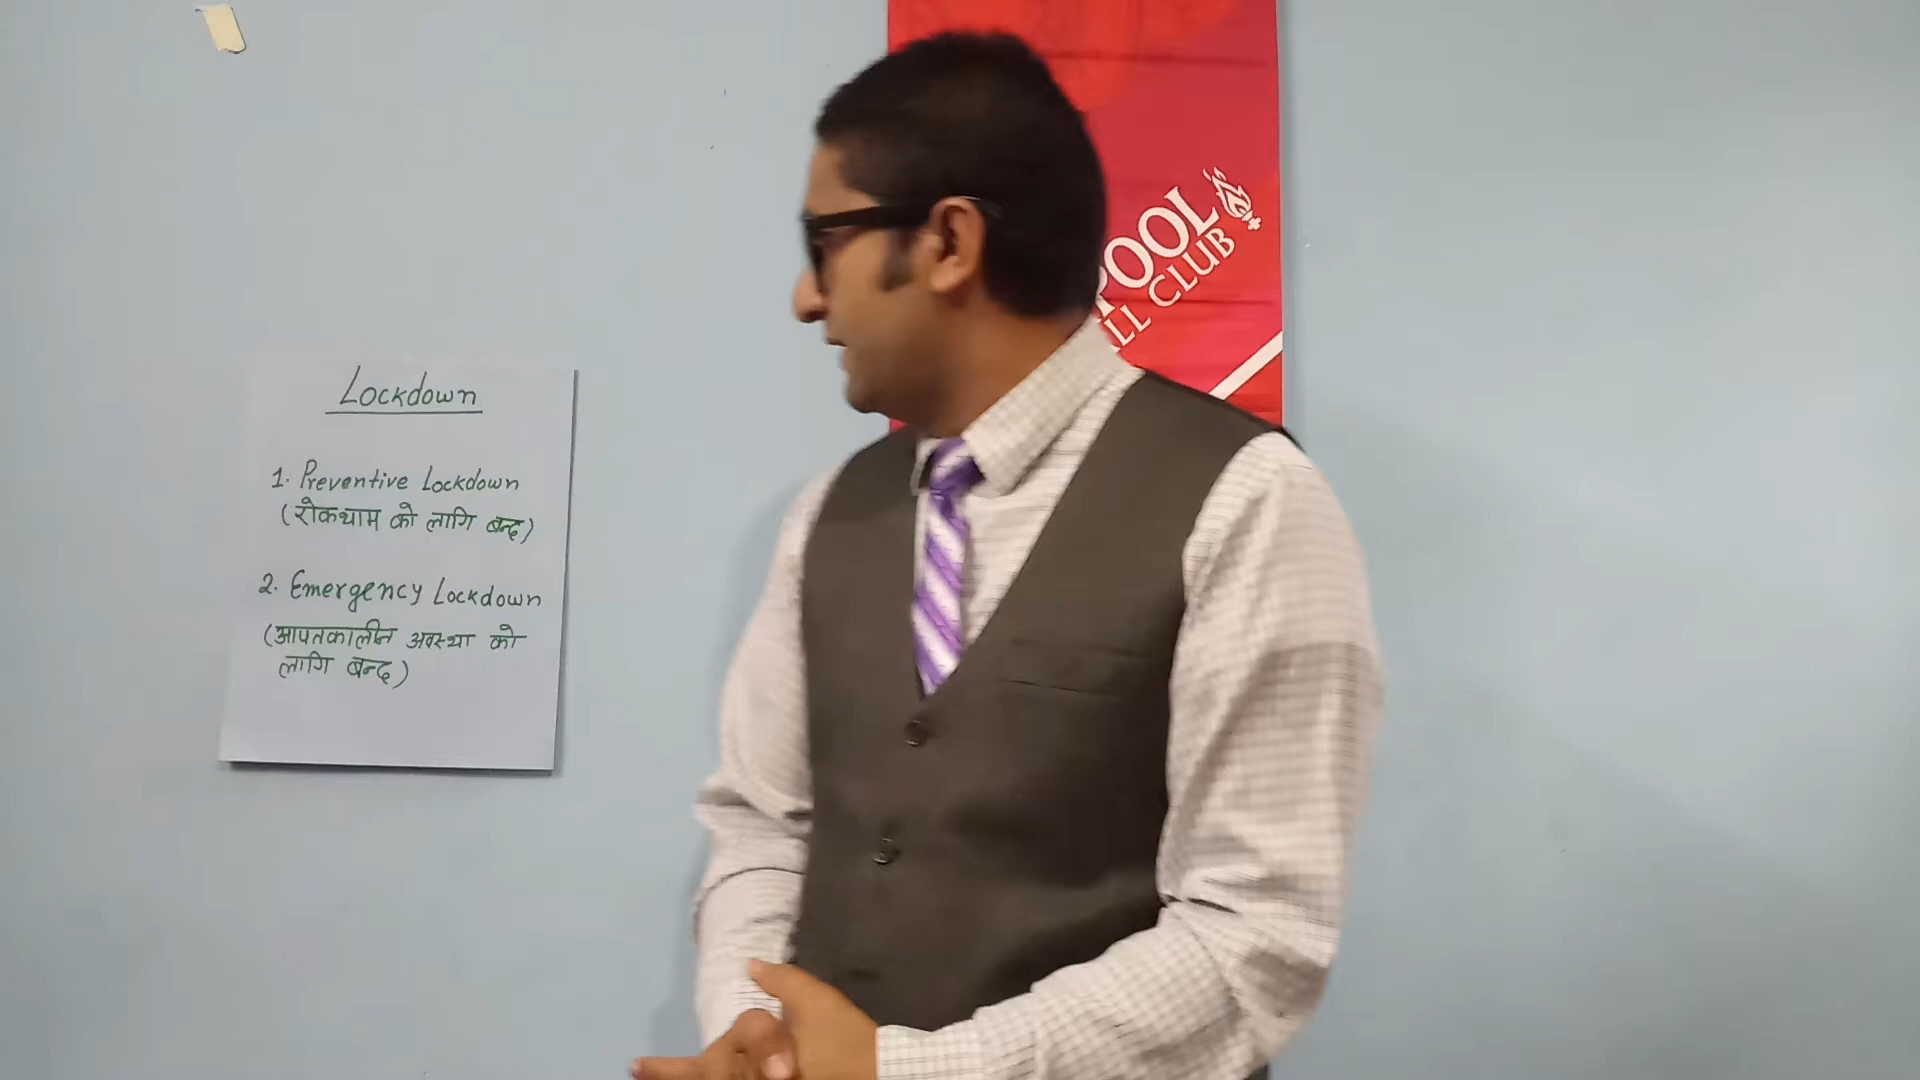 Lockdown
1. Preventive Lockdown
(रोकथाम को लागि बन्द)
2. Emergency Lockdown
(आपतकालीन अवस्था को
लागि बन्द)
POOL
LL CLUB